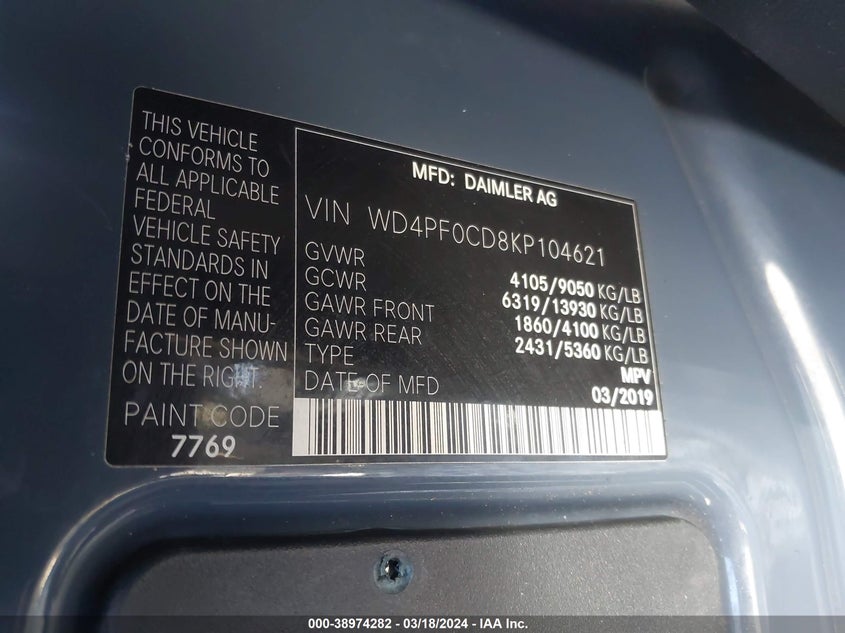 THIS VEHICLE
CONFORMS TO
ALL APPLICABLE
FEDERAL
VEHICLE SAFETY
STANDARDS IN
EFFECT ON THE
DATE OF MANU-
FACTURE SHOWN
ON THE RIGHT.
PAINT CODE
7769
MFD: DAIMLER AG
VIN WD4PF0CD8KP104621
GVWR 4105/9050 KG/LB
GCWR 6319/13930 KG/LB
GAWR FRONT 1860/4100 KG/LB
GAWR REAR 2431/5360 KG/LB
TYPE MPV
DATE OF MFD 03/2019
000-38974282 / 03/18/2024 - IAA Inc.